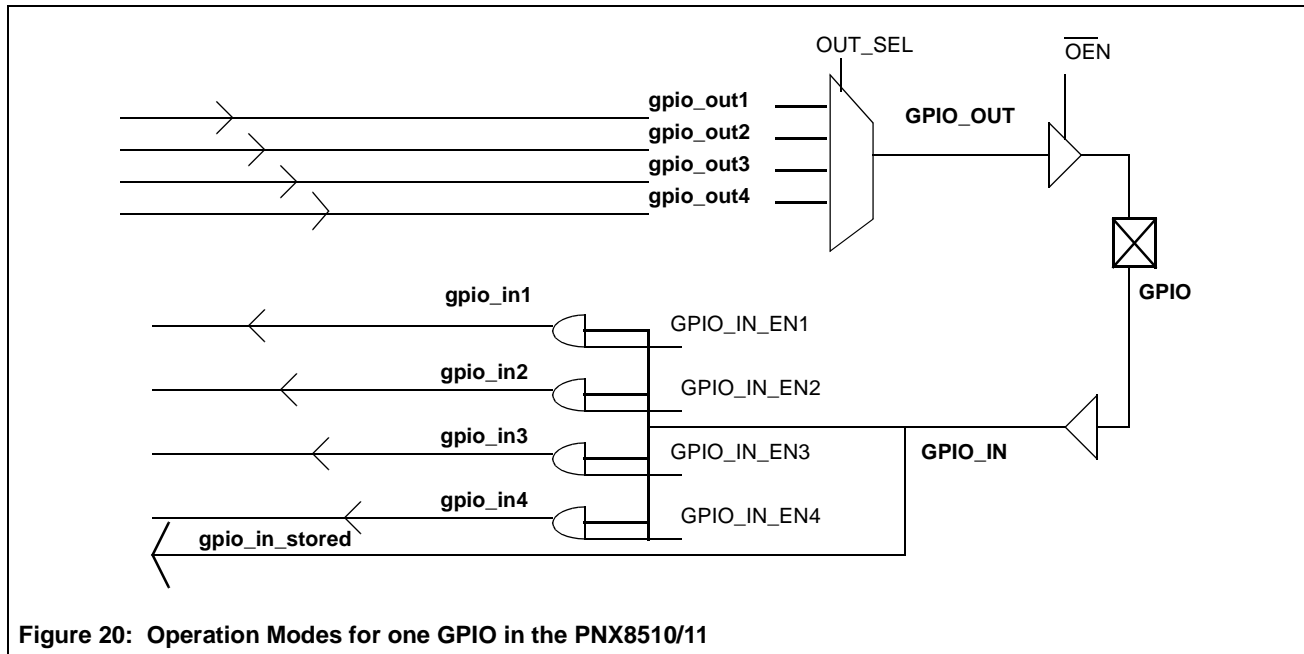 OUT_SEL
OEN
gpio_out1
GPIO_OUT
gpio_out2
gpio_out3
gpio_out4
GPIO
gpio_in1
GPIO_IN_EN1
gpio_in2
GPIO_IN_EN2
gpio_in3
GPIO_IN_EN3
GPIO_IN
gpio_in4
GPIO_IN_EN4
gpio_in_stored
Figure 20: Operation Modes for one GPIO in the PNX8510/11